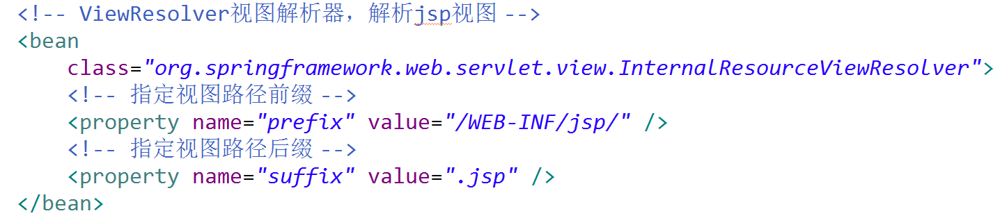 <!-- ViewResolver视图解析器，解析jsp视图 -->
<bean
class="org.springframework.web.servlet.view.InternalResourceViewResolver">
<!-- 指定视图路径前缀 -->
<property name="prefix" value="/WEB-INF/jsp/" />
<!-- 指定视图路径后缀 -->
<property name="suffix" value=".jsp" />
</bean>